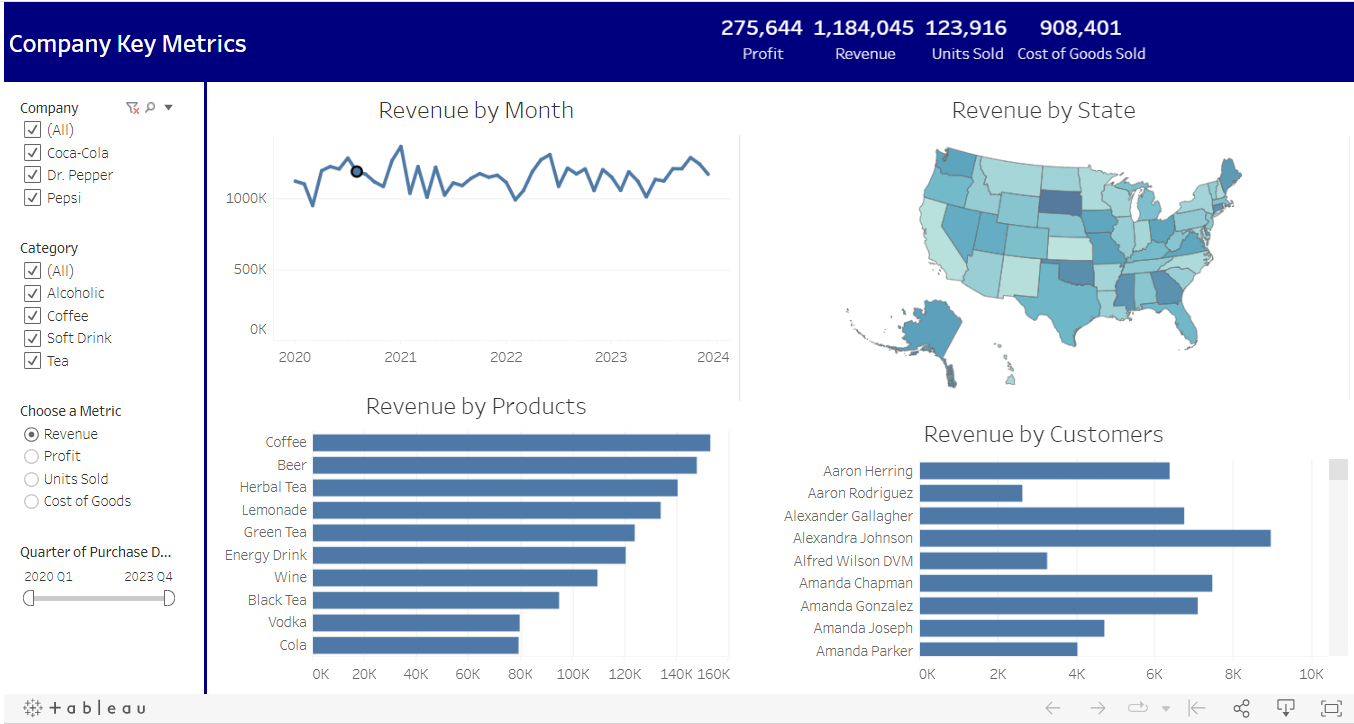 Company Key Metrics
275,644 1,184,045 123,916 908,401
Profit Revenue Units Sold Cost of Goods Sold
Company
(All)
Coca-Cola
Dr. Pepper
Pepsi
Category
(All)
Alcoholic
Coffee
Soft Drink
Tea
Choose a Metric
Revenue
Profit
Units Sold
Cost of Goods
Quarter of Purchase D...
2020 Q1 2023 Q4
Revenue by Month
1000K
500K
0K
2020 2021 2022 2023 2024
Revenue by State
Revenue by Products
Coffee
Beer
Herbal Tea
Lemonade
Green Tea
Energy Drink
Wine
Black Tea
Vodka
Cola
0K 20K 40K 60K 80K 100K 120K 140K 160K
Revenue by Customers
Aaron Herring
Aaron Rodriguez
Alexander Gallagher
Alexandra Johnson
Alfred Wilson DVM
Amanda Chapman
Amanda Gonzalez
Amanda Joseph
Amanda Parker
0K 2K 4K 6K 8K 10K
+ableau